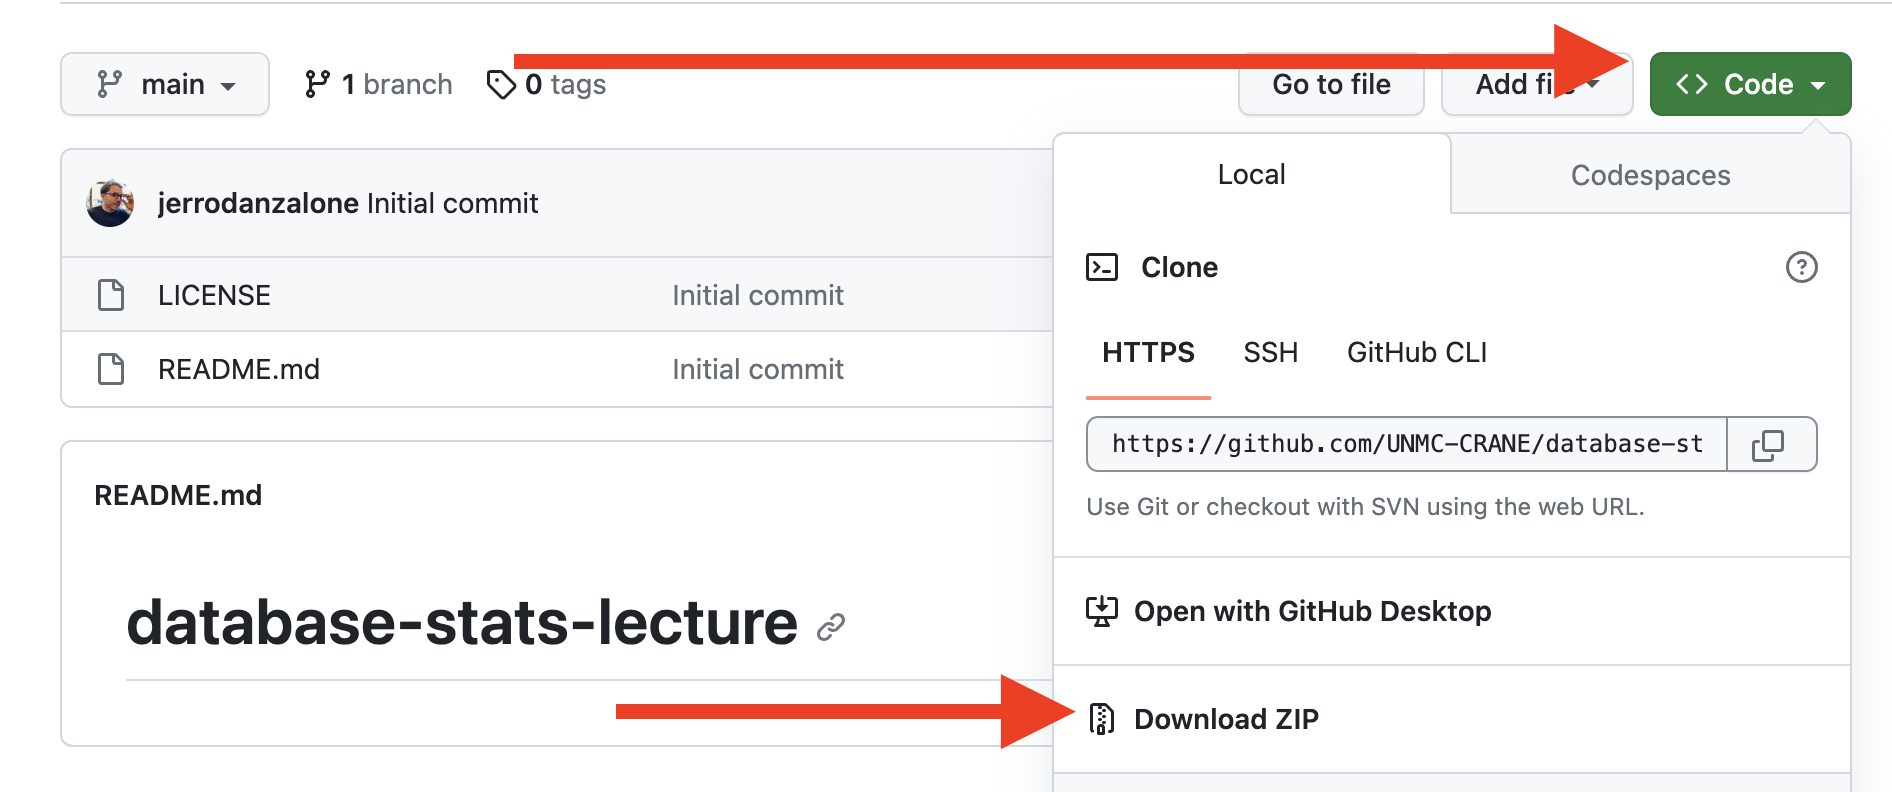 main 1 branch 0 tags Go to file Add fi Code
Local Codespaces
jerrodanzalone Initial commit
Clone
LICENSE Initial commit
HTTPS SSH GitHub CLI
README.md Initial commit
https://github.com/UNMC-CRANE/database-st
README.md
Use Git or checkout with SVN using the web URL.
Open with GitHub Desktop
database-stats-lecture
Download ZIP